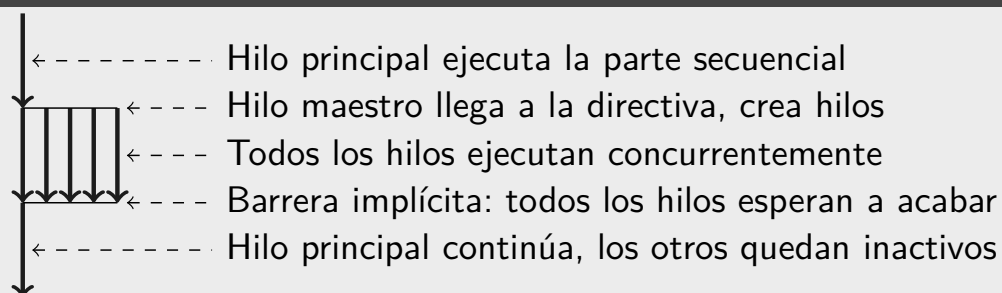 Hilo principal ejecuta la parte secuencial
Hilo maestro llega a la directiva, crea hilos
Todos los hilos ejecutan concurrentemente
Barrera implícita: todos los hilos esperan a acabar
Hilo principal continúa, los otros quedan inactivos